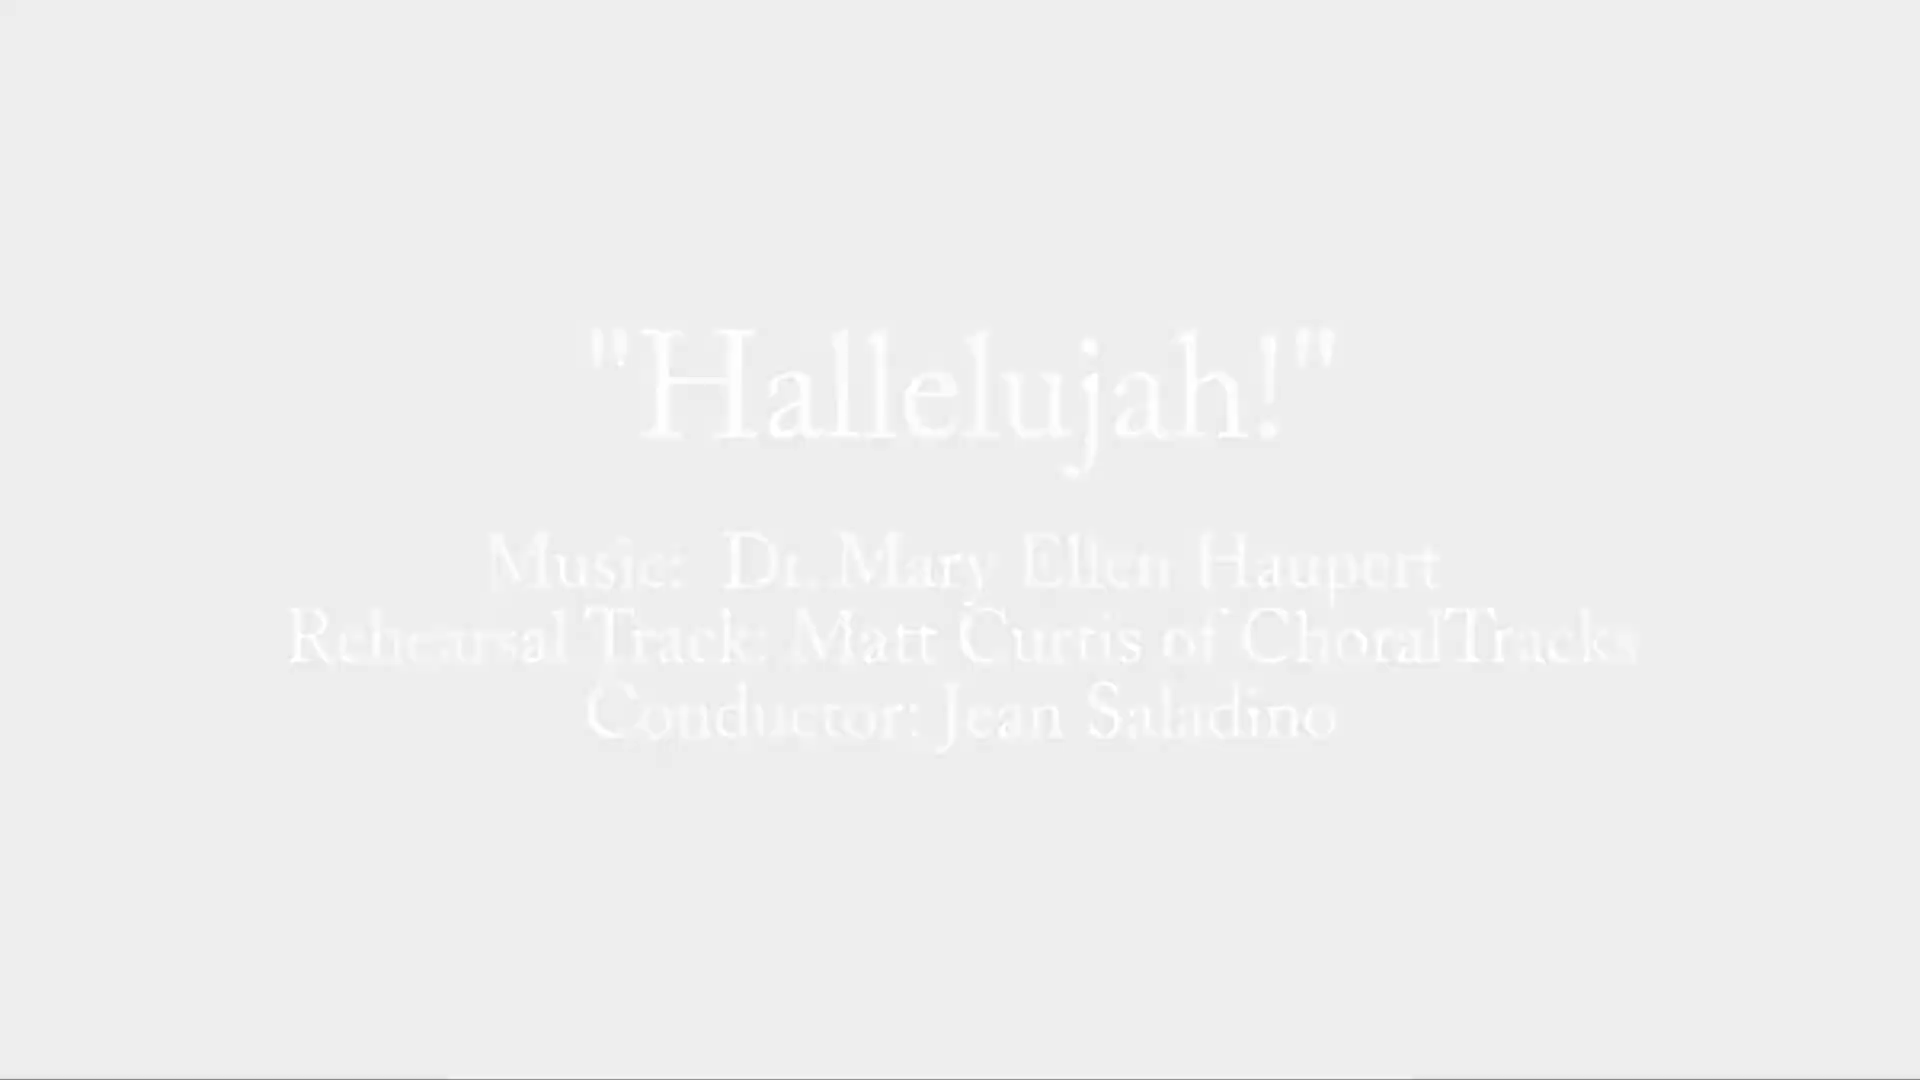 "Hallelujah!"
Music: Dr. Mary Ellen Haupert
Rehearsal Track: Matt Curtis of ChoralTracks
Conductor: Jean Saladino